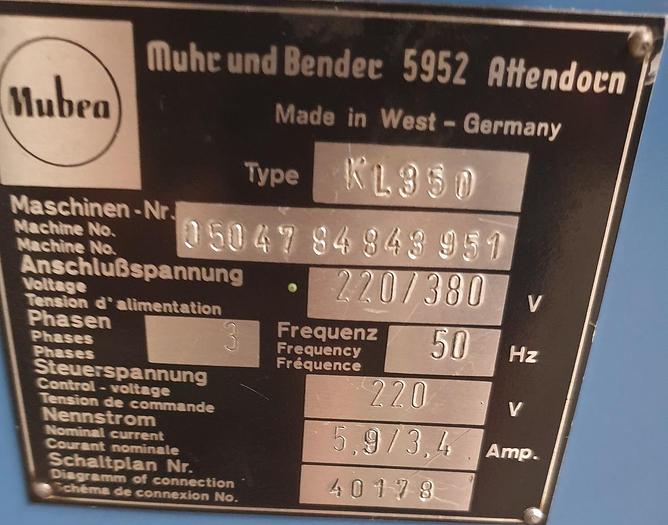 Mubea
Muhr und Bender 5952 Attendorn
Made in West - Germany
Type KL950
Maschinen-Nr.
Machine No.
Machine No.
05047 84843951
Anschlußspannung
Voltage
Tension d'alimentation
220/380 V
Phasen
Phases
Phases
3
Frequenz
Frequency
Fréquence
50 Hz
Steuerspannung
Control - voltage
Tension de commande
220 V
Nennstrom
Nominal current
Courant nominale
5,9/3,4 Amp.
Schaltplan Nr.
Diagramm of connection
Schéma de connexion No.
40178